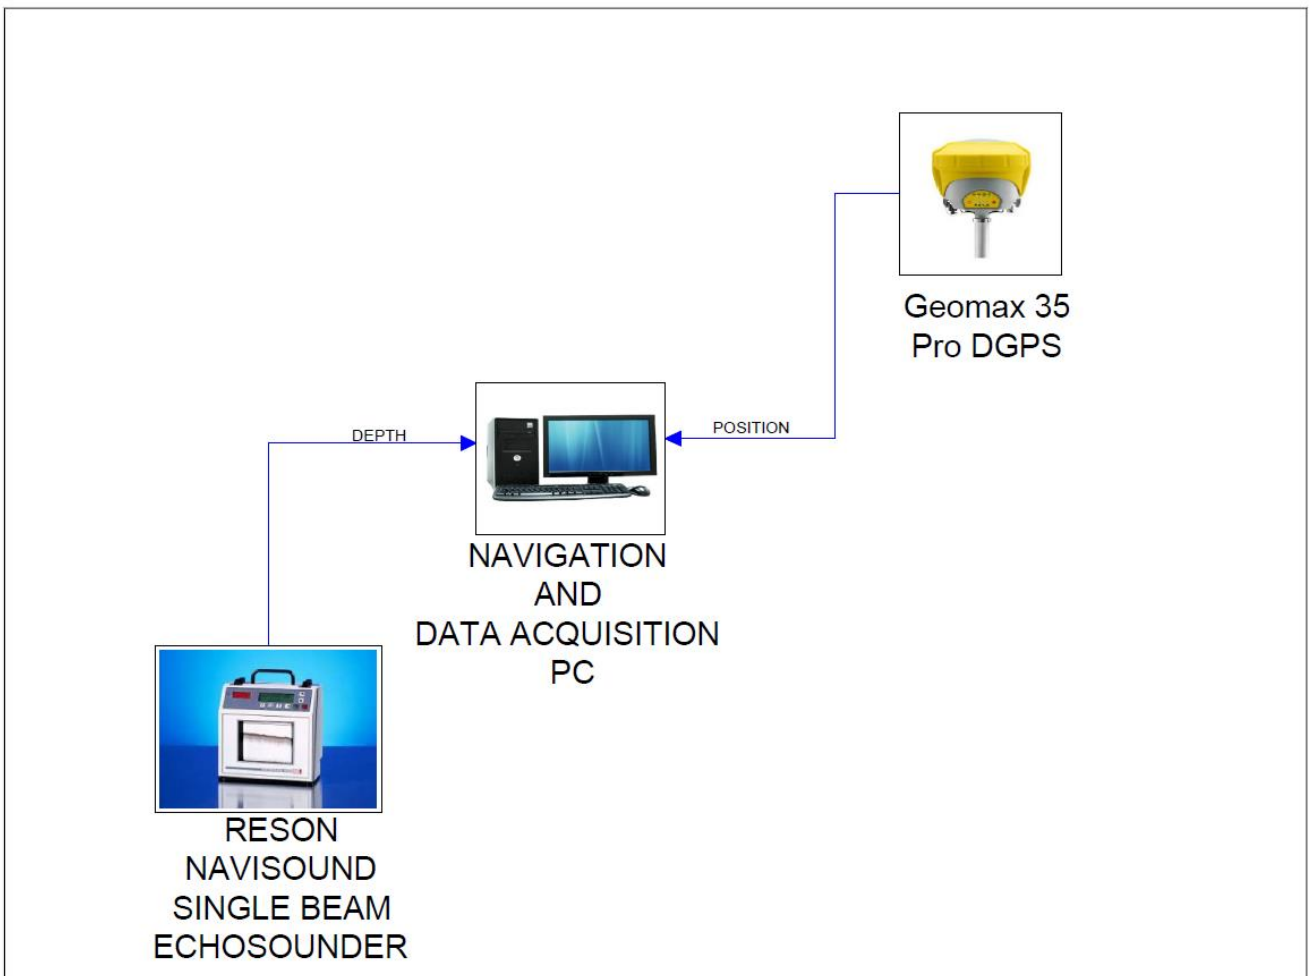 Geomax 35
Pro DGPS
DEPTH
POSITION
NAVIGATION
AND
DATA ACQUISITION
PC
RESON
NAVISOUND
SINGLE BEAM
ECHOSOUNDER